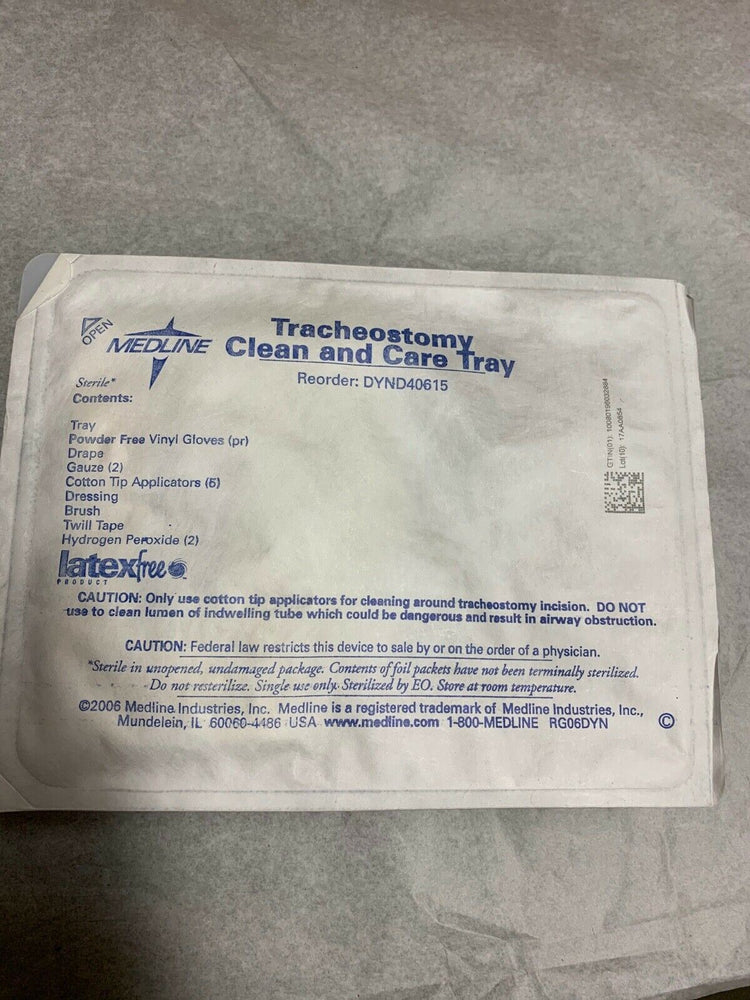 OPEN
MEDLINE
Tracheostomy
Clean and Care Tray
Reorder: DYND40615
Sterile*
Contents:
Tray
Powder Free Vinyl Gloves (pr)
Drape
Gauze (2)
Cotton Tip Applicators (6)
Dressing
Brush
Twill Tape
Hydrogen Peroxide (2)
latexfree
PRODUCT
GTIN(01): 10080196032884
Lot(10): 17AA0854
CAUTION: Only use cotton tip applicators for cleaning around tracheostomy incision. DO NOT
use to clean lumen of indwelling tube which could be dangerous and result in airway obstruction.
CAUTION: Federal law restricts this device to sale by or on the order of a physician.
*Sterile in unopened, undamaged package. Contents of foil packets have not been terminally sterilized.
Do not resterilize. Single use only. Sterilized by EO. Store at room temperature.
©2006 Medline Industries, Inc. Medline is a registered trademark of Medline Industries, Inc.,
Mundelein, IL 60060-4486 USA www.medline.com 1-800-MEDLINE RG06DYN
©